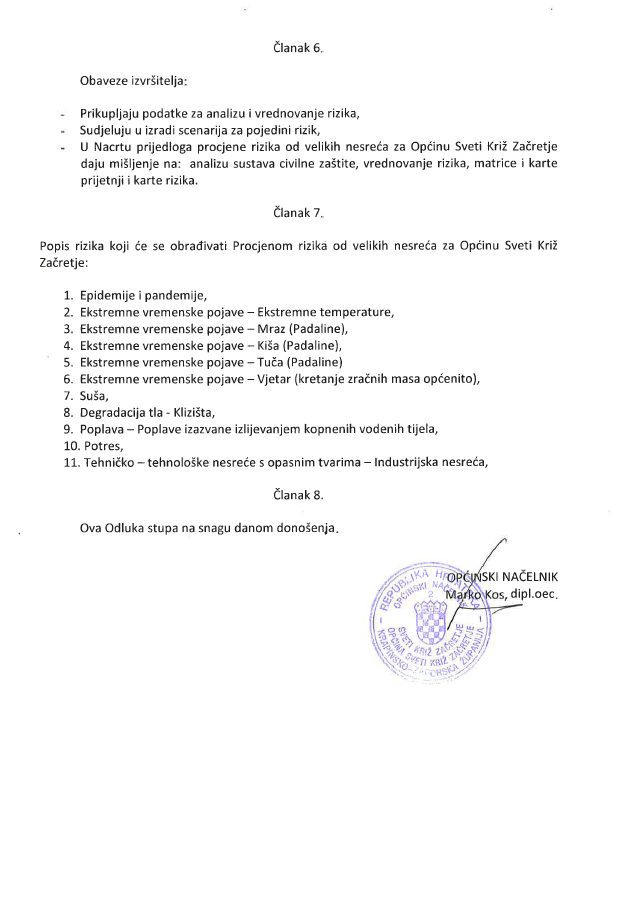 Članak 6.
Obaveze izvršitelja:
- Prikupljaju podatke za analizu i vrednovanje rizika,
- Sudjeluju u izradi scenarija za pojedini rizik,
- U Nacrtu prijedloga procjene rizika od velikih nesreća za Općinu Sveti Križ Začretje
daju mišljenje na: analizu sustava civilne zaštite, vrednovanje rizika, matrice i karte
prijetnji i karte rizika.
Članak 7.
Popis rizika koji će se obrađivati Procjenom rizika od velikih nesreća za Općinu Sveti Križ
Začretje:
1. Epidemije i pandemije,
2. Ekstremne vremenske pojave – Ekstremne temperature,
3. Ekstremne vremenske pojave – Mraz (Padaline),
4. Ekstremne vremenske pojave – Kiša (Padaline),
5. Ekstremne vremenske pojave – Tuča (Padaline)
6. Ekstremne vremenske pojave – Vjetar (kretanje zračnih masa općenito),
7. Suša,
8. Degradacija tla - Klizišta,
9. Poplava – Poplave izazvane izlijevanjem kopnenih vodenih tijela,
10. Potres,
11. Tehničko – tehnološke nesreće s opasnim tvarima – Industrijska nesreća,
Članak 8.
Ova Odluka stupa na snagu danom donošenja.
OPĆINSKI NAČELNIK
Marko Kos, dipl.oec.
REPUBLIKA HRVATSKA
KRAPINSKO-ZAGORSKA ŽUPANIJA
OPĆINA SVETI KRIŽ ZAČRETJE
OPĆINSKI NAČELNIK
2
SVETI KRIŽ ZAČRETJE
1